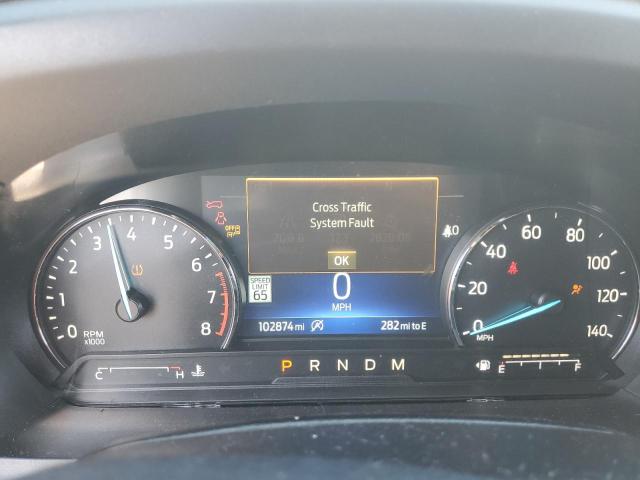 Cross Traffic
System Fault
OK
OFF
SPEED
LIMIT
65
0
MPH
102874 mi
282 mi to E
0 1 2 3 4 5 6 7 8
RPM
x1000
0 20 40 60 80 100 120 140
MPH
C H
P R N D M
E F